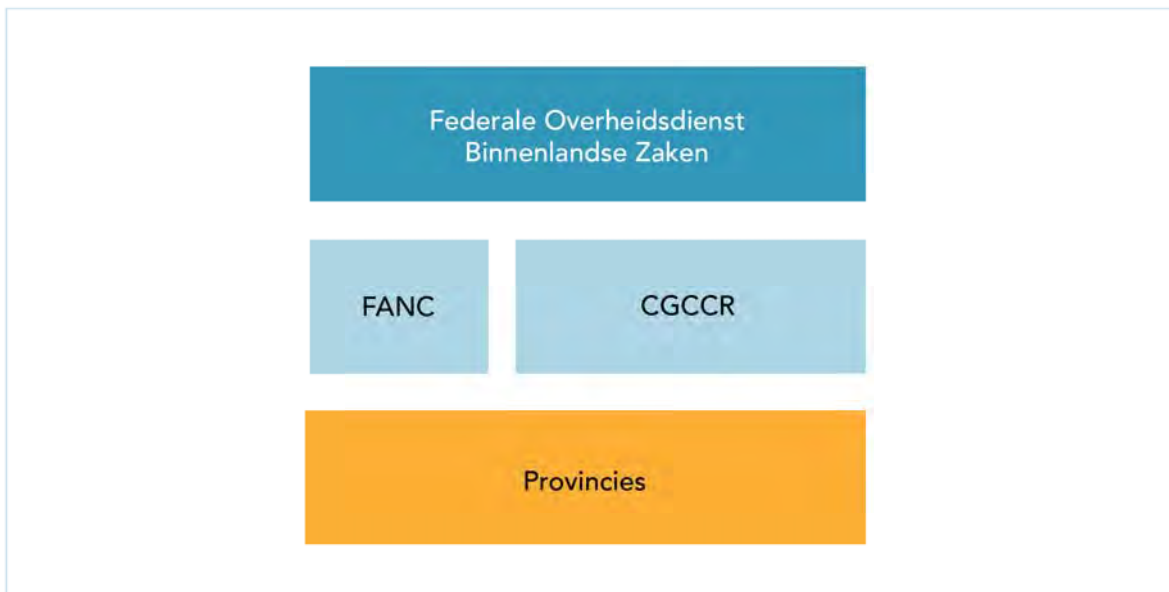 Federale Overheidsdienst
Binnenlandse Zaken
FANC
CGCCR
Provincies